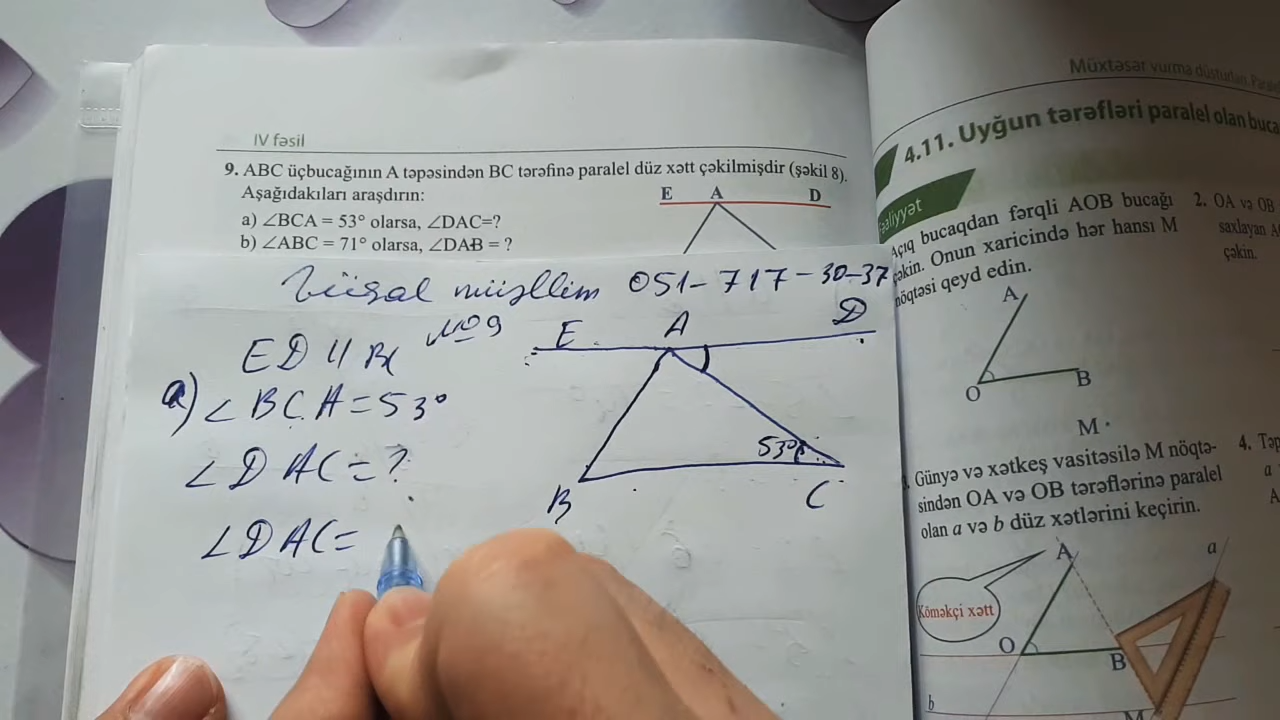 IV fəsil
9. ABC üçbucağının A təpəsindən BC tərəfinə paralel düz xətt çəkilmişdir (şəkil 8).
Aşağıdakıları araşdırın:
a) ∠BCA = 53° olarsa, ∠DAC=?
b) ∠ABC = 71° olarsa, ∠DAB = ?
E A D
müəllim 051-717-30-37
№9
ED || BC
a) ∠BCA=53°
∠DAC=?
∠DAC=
E A D
53°
B C
Müxtəsər vurma düsturları.
4.11. Uyğun tərəfləri paralel olan
Açıq bucaqdan fərqli AOB bucağı
çəkin. Onun xaricində hər hansı M
nöqtəsi qeyd edin.
A
O B
M
Günyə və xətkeş vasitəsilə M nöqtə-
sindən OA və OB tərəflərinə paralel
olan a və b düz xətlərini keçirin.
A a
Köməkçi xətt
O B
b M
2. OA və OB
saxlayan
çəkin.
4.
a
A